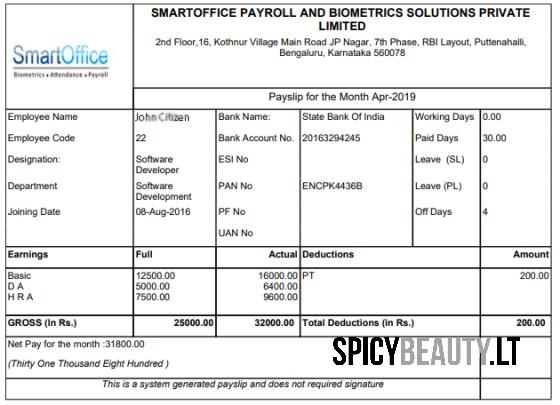 SMARTOFFICE PAYROLL AND BIOMETRICS SOLUTIONS PRIVATE
LIMITED
2nd Floor,16, Kothnur Village Main Road JP Nagar, 7th Phase, RBI Layout, Puttenahalli,
Bengaluru, Karnataka 560078
SmartOffice
Biometrics • Attendance • Payroll
Payslip for the Month Apr-2019
Employee Name John Citizen Bank Name: State Bank Of India Working Days 0.00
Employee Code 22 Bank Account No. 20163294245 Paid Days 30.00
Designation: Software Developer ESI No Leave (SL) 0
Department Software Development PAN No ENCPK4436B Leave (PL) 0
Joining Date 08-Aug-2016 PF No Off Days 4
UAN No
Earnings Full Actual Deductions Amount
Basic 12500.00 16000.00 PT 200.00
D A 5000.00 6400.00
H R A 7500.00 9600.00
GROSS (In Rs.) 25000.00 32000.00 Total Deductions (in Rs.) 200.00
Net Pay for the month :31800.00
(Thirty One Thousand Eight Hundred )
SPICYBEAUTY.LT
This is a system generated payslip and does not required signature